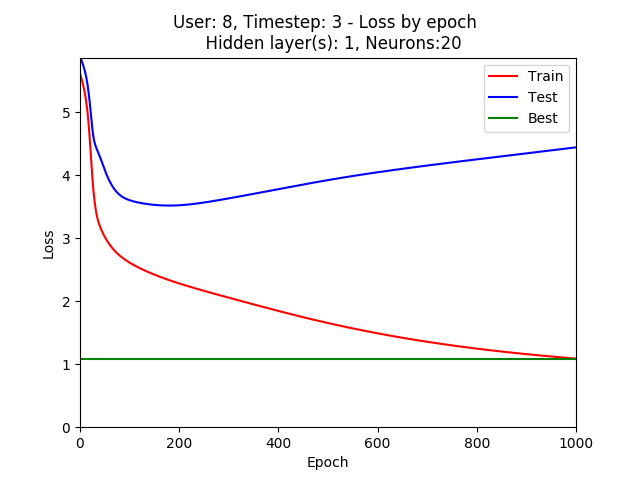 User: 8, Timestep: 3 - Loss by epoch
Hidden layer(s): 1, Neurons:20
Train
Test
Best
5
4
3
2
1
0
Loss
0 200 400 600 800 1000
Epoch